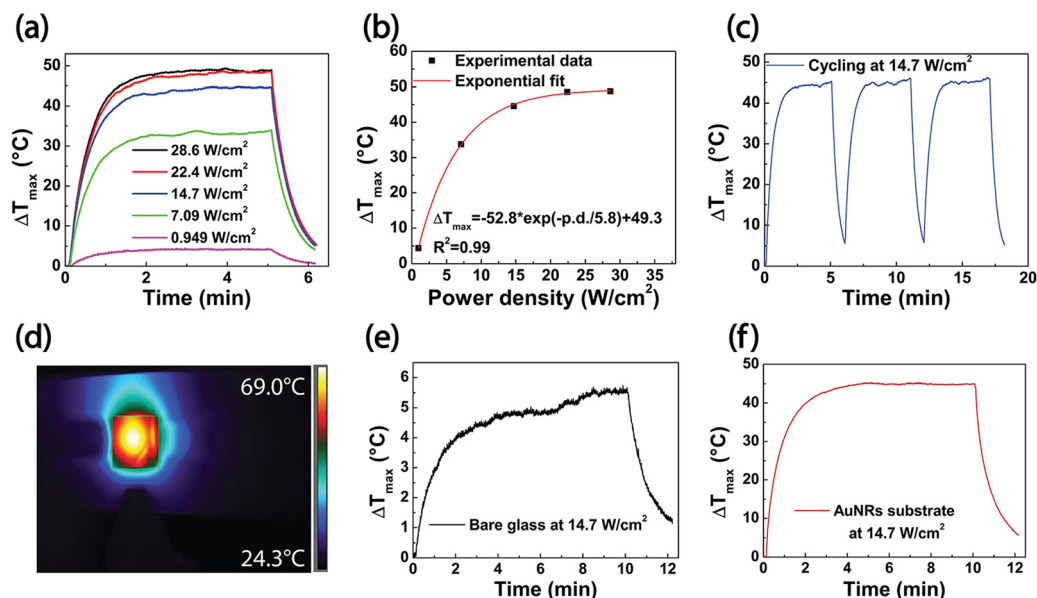 (a)
ΔTmax (°C)
50
40
30
20
10
0
28.6 W/cm²
22.4 W/cm²
14.7 W/cm²
7.09 W/cm²
0.949 W/cm²
0 2 4 6
Time (min)
(b)
ΔTmax (°C)
60
50
40
30
20
10
0
Experimental data
Exponential fit
ΔTmax=-52.8*exp(-p.d./5.8)+49.3
R²=0.99
0 5 10 15 20 25 30 35
Power density (W/cm²)
(c)
ΔTmax (°C)
50
40
30
20
10
0
Cycling at 14.7 W/cm²
0 5 10 15 20
Time (min)
(d)
69.0°C
24.3°C
(e)
ΔTmax (°C)
6
5
4
3
2
1
0
Bare glass at 14.7 W/cm²
0 2 4 6 8 10 12
Time (min)
(f)
ΔTmax (°C)
50
40
30
20
10
0
AuNRs substrate
at 14.7 W/cm²
0 2 4 6 8 10 12
Time (min)